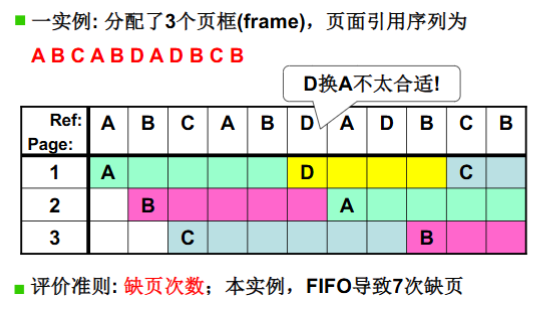 一实例: 分配了3个页框(frame)，页面引用序列为
A B C A B D A D B C B
D换A不太合适!
Ref: A B C A B D A D B C B
Page:
1 A D C
2 B A
3 C B
评价准则: 缺页次数；本实例，FIFO导致7次缺页